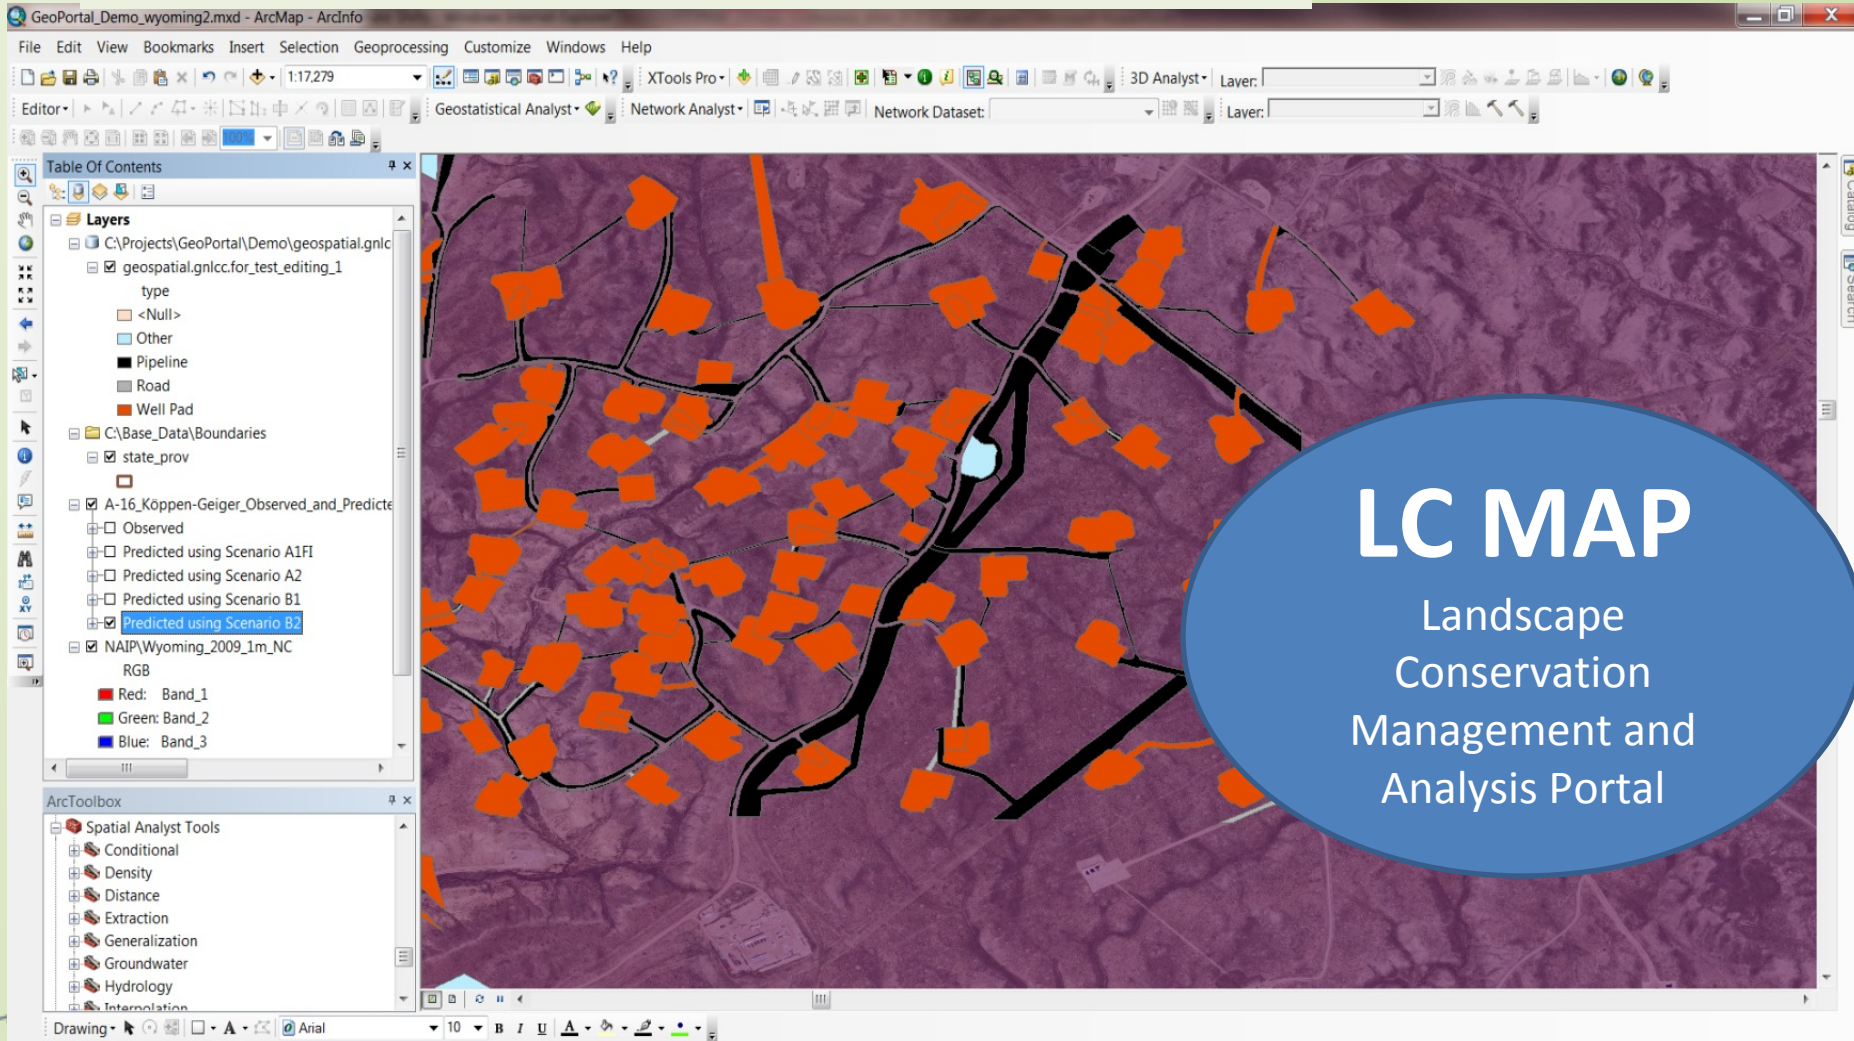 GeoPortal_Demo_wyoming2.mxd - ArcMap - ArcInfo
File Edit View Bookmarks Insert Selection Geoprocessing Customize Windows Help
1:17,279 XTools Pro 3D Analyst Layer:
Editor Geostatistical Analyst Network Analyst Network Dataset: Layer:
100%
Table Of Contents
Layers
C:\Projects\GeoPortal\Demo\geospatial.gnlc
geospatial.gnlcc.for_test_editing_1
type
<Null>
Other
Pipeline
Road
Well Pad
C:\Base_Data\Boundaries
state_prov
A-16_Köppen-Geiger_Observed_and_Predicte
Observed
Predicted using Scenario A1FI
Predicted using Scenario A2
Predicted using Scenario B1
Predicted using Scenario B2
NAIP\Wyoming_2009_1m_NC
RGB
Red: Band_1
Green: Band_2
Blue: Band_3
ArcToolbox
Spatial Analyst Tools
Conditional
Density
Distance
Extraction
Generalization
Groundwater
Hydrology
Interpolation
Drawing A Arial 10 B I U A
XY
Catalog
Search
LC MAP
Landscape
Conservation
Management and
Analysis Portal